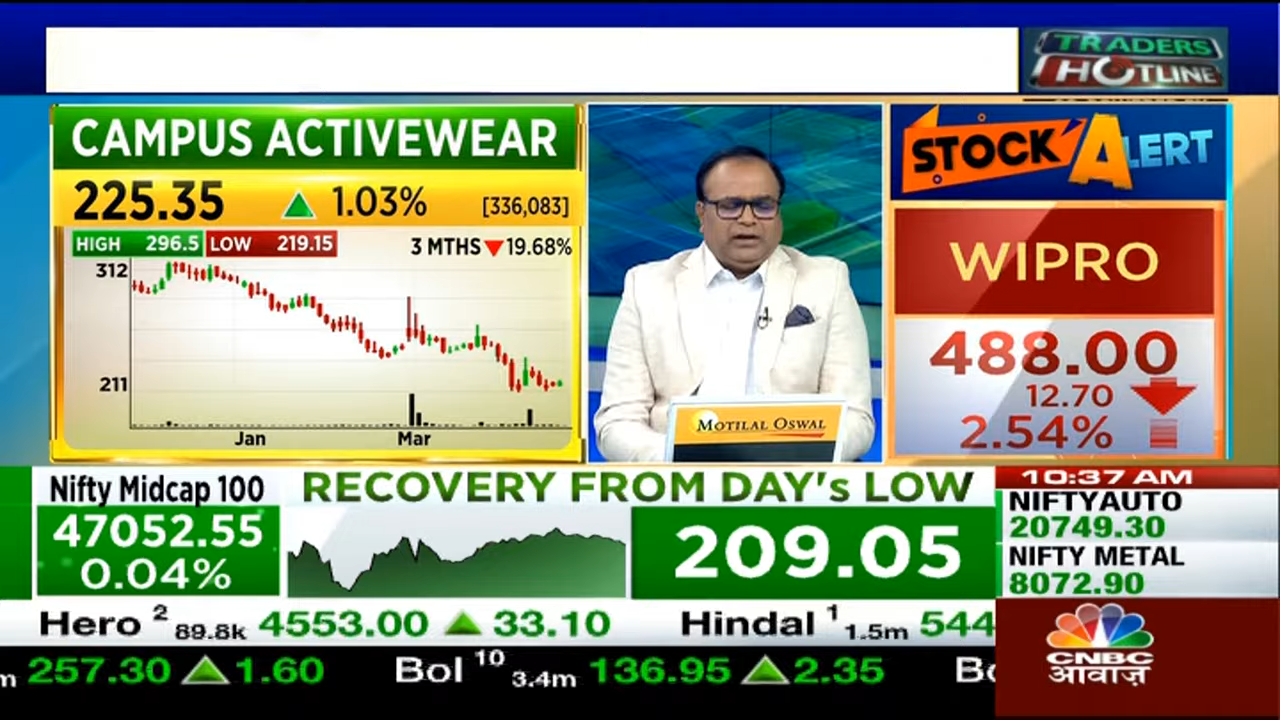 TRADERS
HOTLINE
CAMPUS ACTIVEWEAR
225.35 ▲ 1.03% [336,083]
HIGH 296.5 LOW 219.15 3 MTHS ▼ 19.68%
312
211
Jan Mar
MOTILAL OSWAL
STOCK ALERT
WIPRO
488.00
12.70
2.54%
Nifty Midcap 100
47052.55
0.04%
RECOVERY FROM DAY's LOW
209.05
10:37 AM
NIFTYAUTO
20749.30
NIFTY METAL
8072.90
Hero 2 89.8k 4553.00 ▲ 33.10 Hindal 1 1.5m 544
m 257.30 ▲ 1.60 BoI 10 3.4m 136.95 ▲ 2.35
CNBC
आवाज़